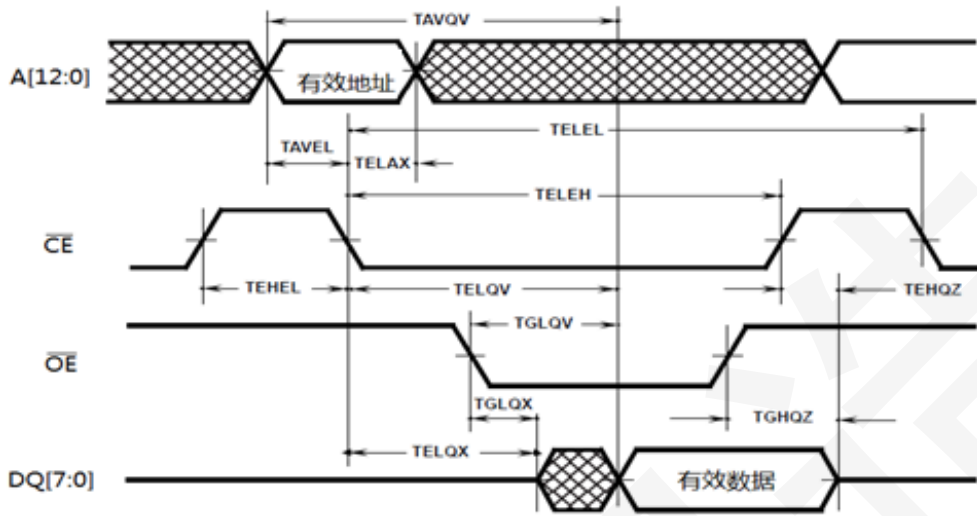 TAVQV
A[12:0]
有效地址
TELEL
TAVEL
TELAX
TELEH
CE
TEHEL
TELQV
TEHQZ
TGLQV
OE
TGLQX
TGHQZ
TELQX
DQ[7:0]
有效数据